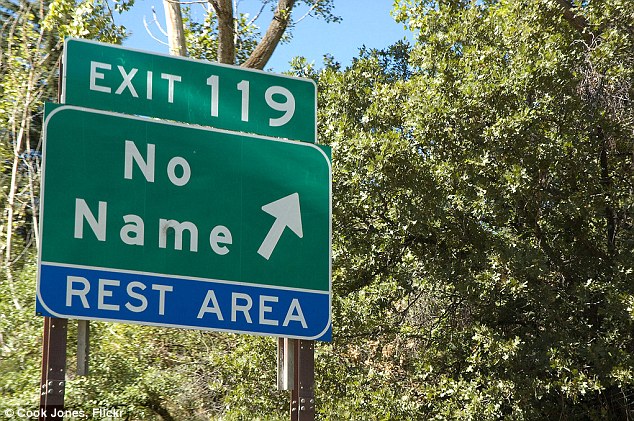 EXIT 119
No
Name
REST AREA
© Cook Jones, Flickr